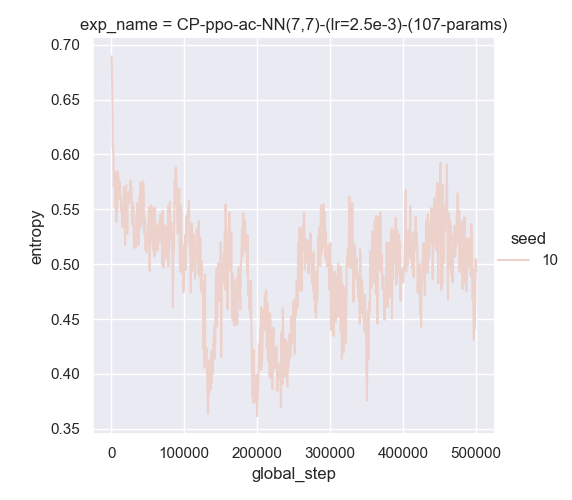 exp_name = CP-ppo-ac-NN(7,7)-(lr=2.5e-3)-(107-params)
0.70
0.65
0.60
0.55
0.50
0.45
0.40
0.35
entropy
0 100000 200000 300000 400000 500000
global_step
seed
10